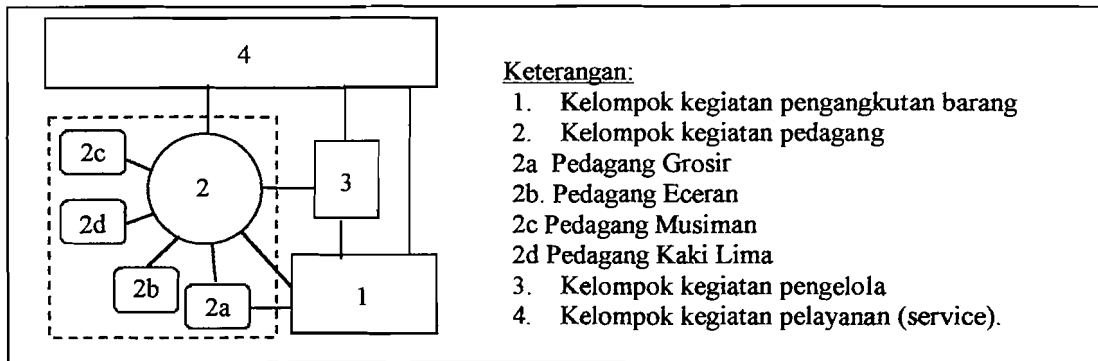 4
2c
2
3
2d
2b
2a
1
Keterangan:
1. Kelompok kegiatan pengangkutan barang
2. Kelompok kegiatan pedagang
2a Pedagang Grosir
2b. Pedagang Eceran
2c Pedagang Musiman
2d Pedagang Kaki Lima
3. Kelompok kegiatan pengelola
4. Kelompok kegiatan pelayanan (service).